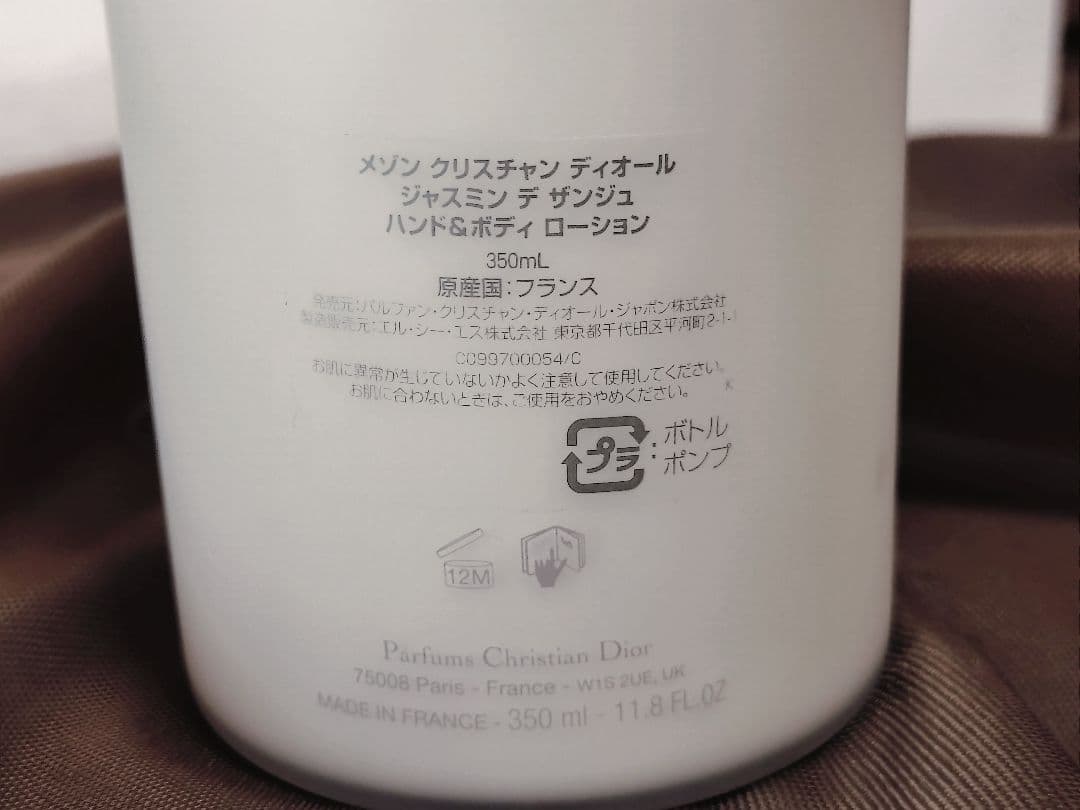 メゾン クリスチャン ディオール
ジャスミン デ ザンジュ
ハンド&ボディ ローション
350mL
原産国:フランス
発売元:パルファン・クリスチャン・ディオール・ジャポン株式会社
製造販売元:エル・シー・エス株式会社 東京都千代田区平河町2-1-1
C099700054/C
お肌に異常が生じていないかよく注意して使用してください。
お肌に合わないときは、ご使用をおやめください。 K
プラ:ボトル
ポンプ
12M
Parfums Christian Dior
75008 Paris - France - W1S 2UE, UK
MADE IN FRANCE - 350 ml - 11.8 FL.OZ